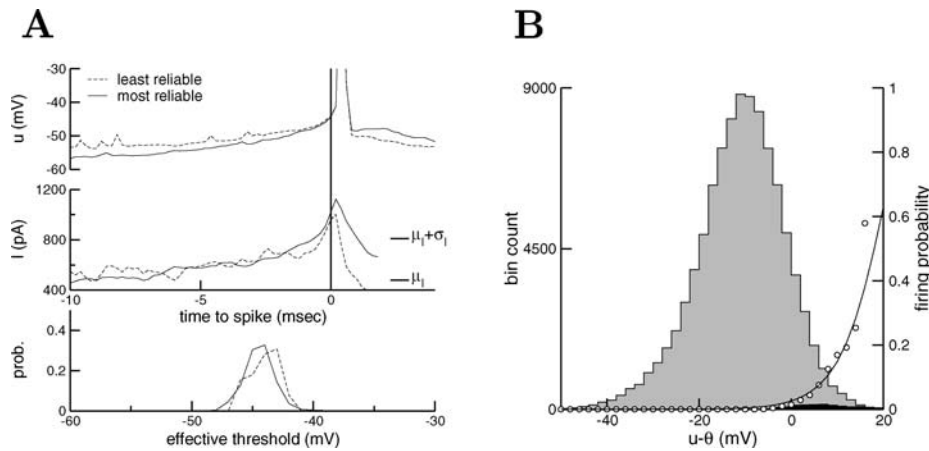 A
B
u (mV)
-30
-40
-50
-60
least reliable
most reliable
I (pA)
1200
800
400
μI+σI
μI
-10
-5
0
time to spike (msec)
prob.
0.4
0.2
0
-60
-50
-40
-30
effective threshold (mV)
bin count
9000
4500
0
-40
-20
0
20
u-θ (mV)
1
0.8
0.6
0.4
0.2
0
firing probability